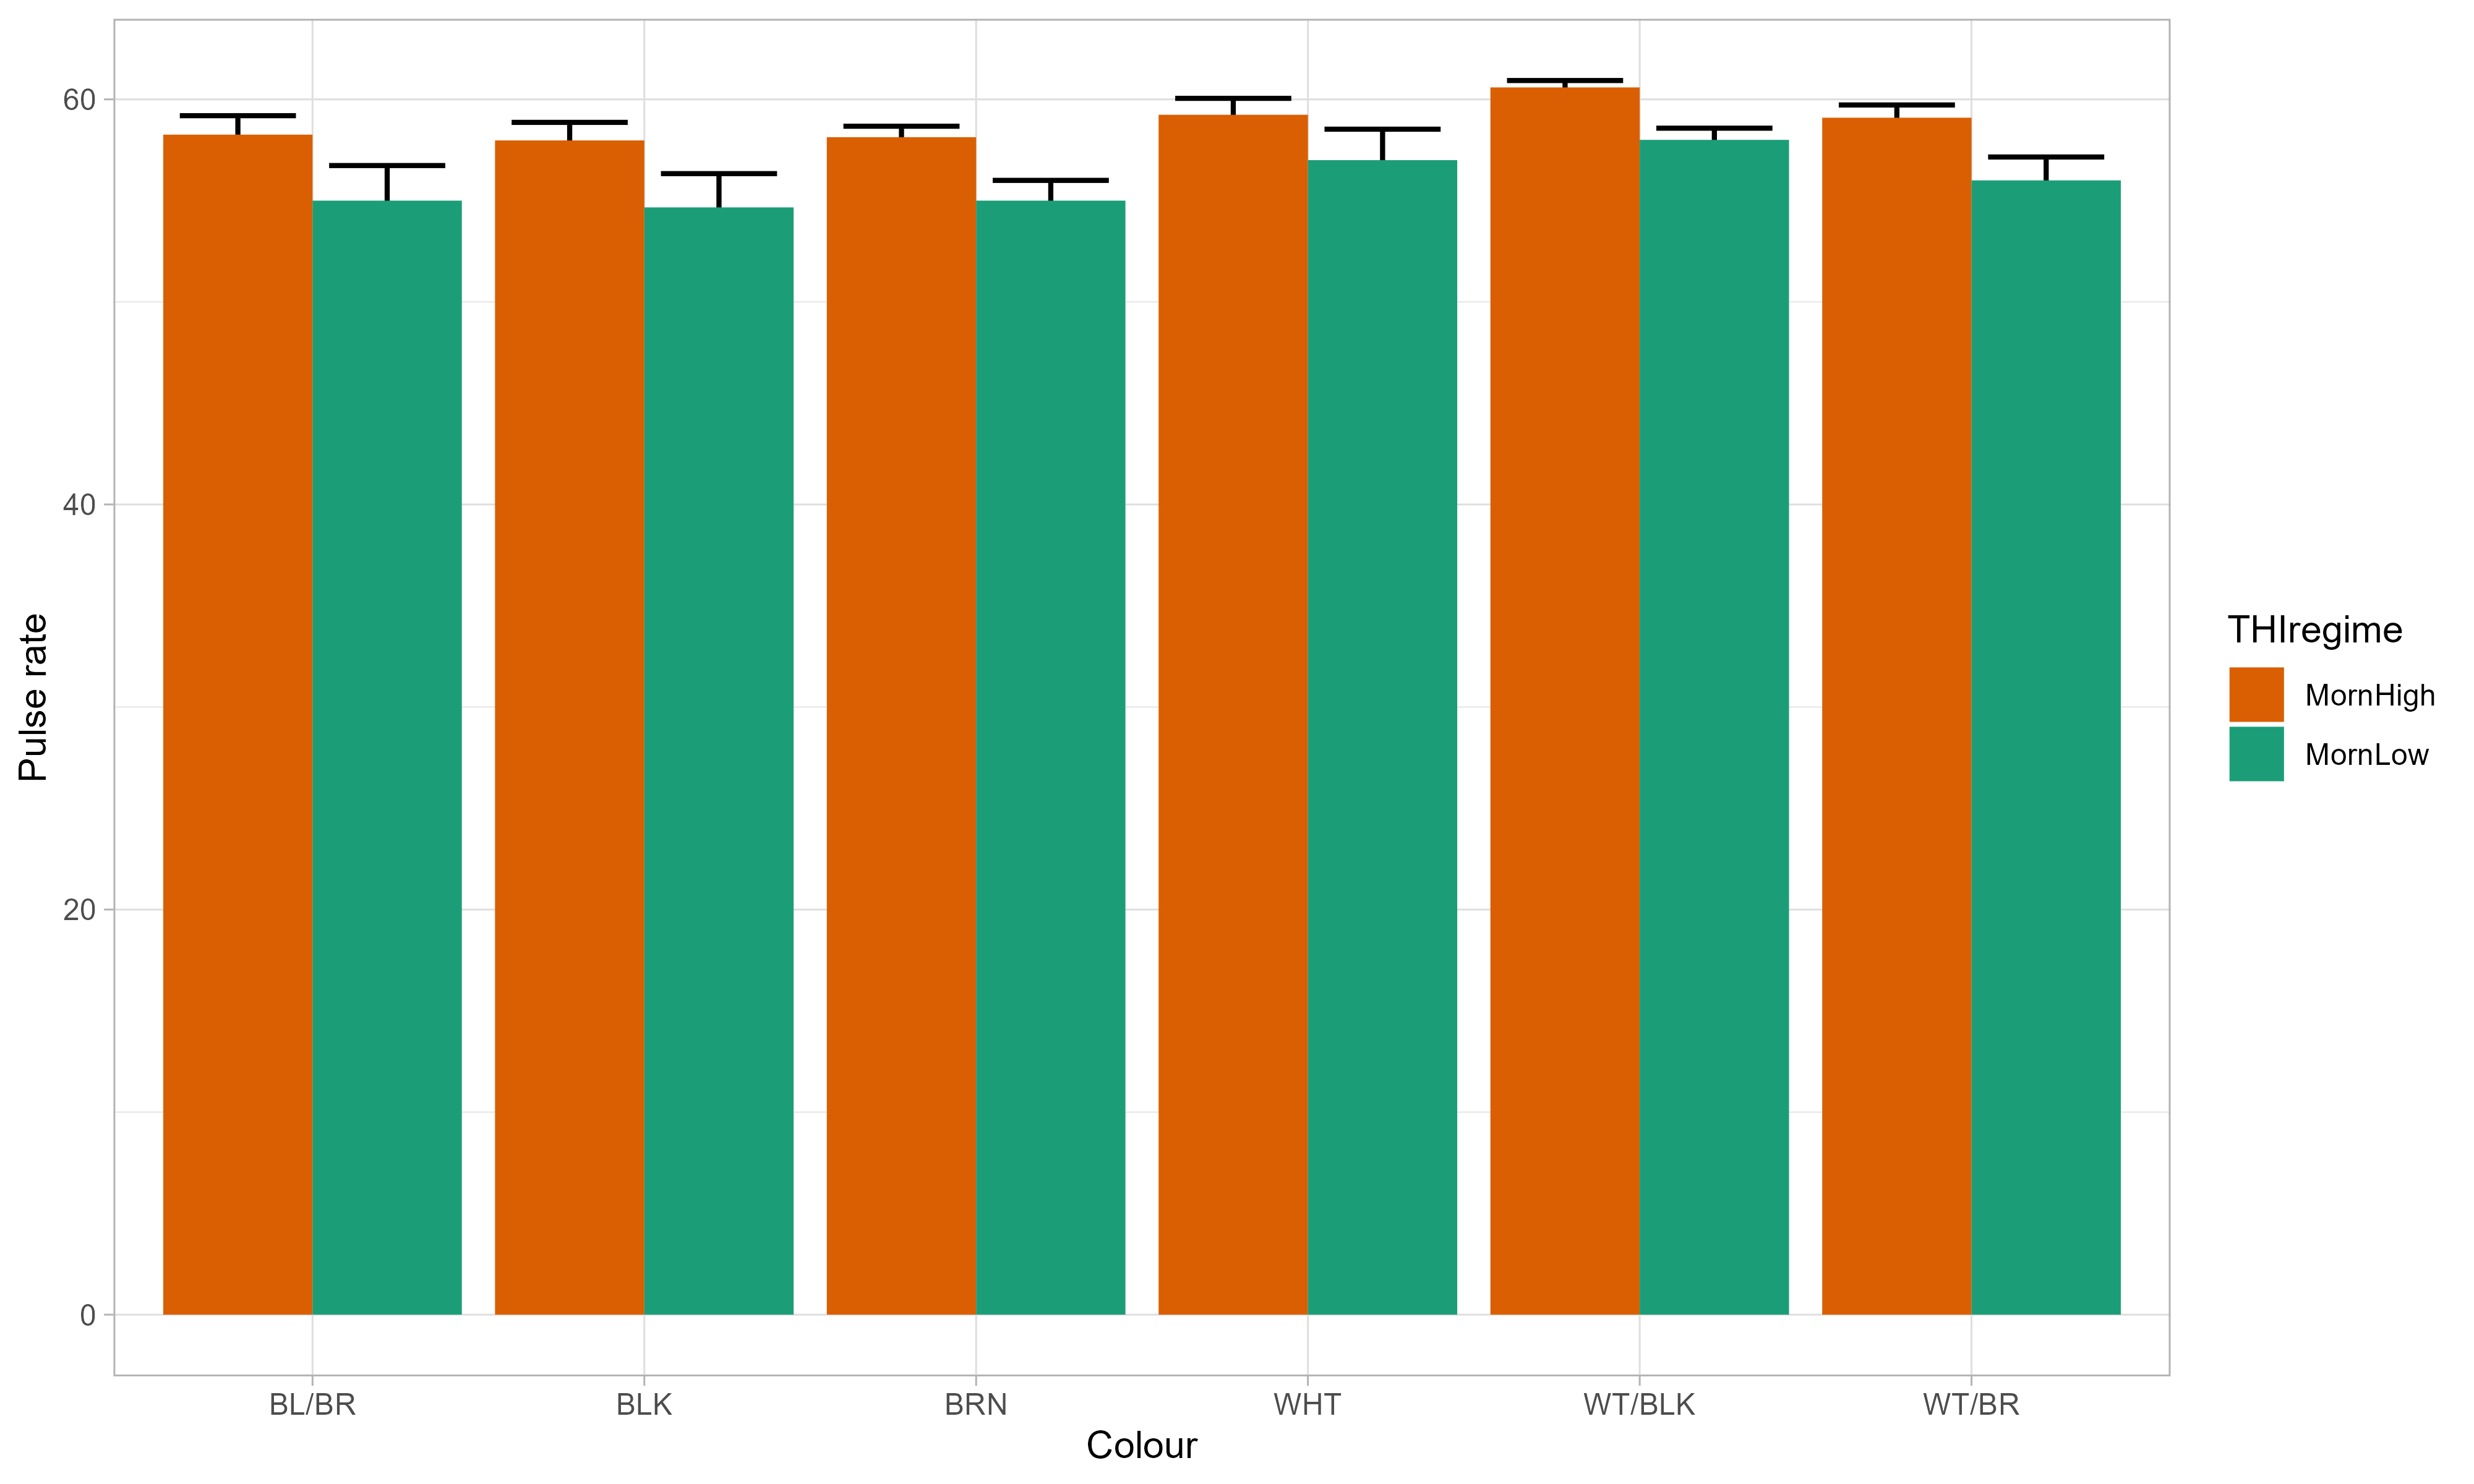 Pulse rate
60
40
20
0
BL/BR
BLK
BRN
WHT
WT/BLK
WT/BR
Colour
THIregime
MornHigh
MornLow